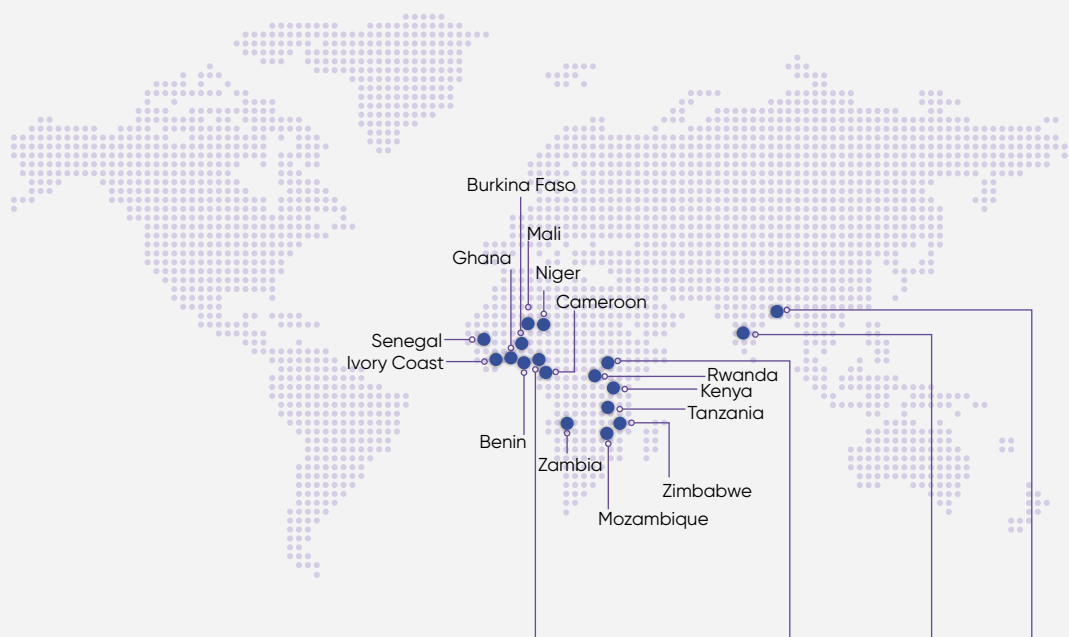 Burkina Faso
Mali
Ghana
Niger
Cameroon
Senegal
Ivory Coast
Rwanda
Kenya
Tanzania
Benin
Zambia
Zimbabwe
Mozambique